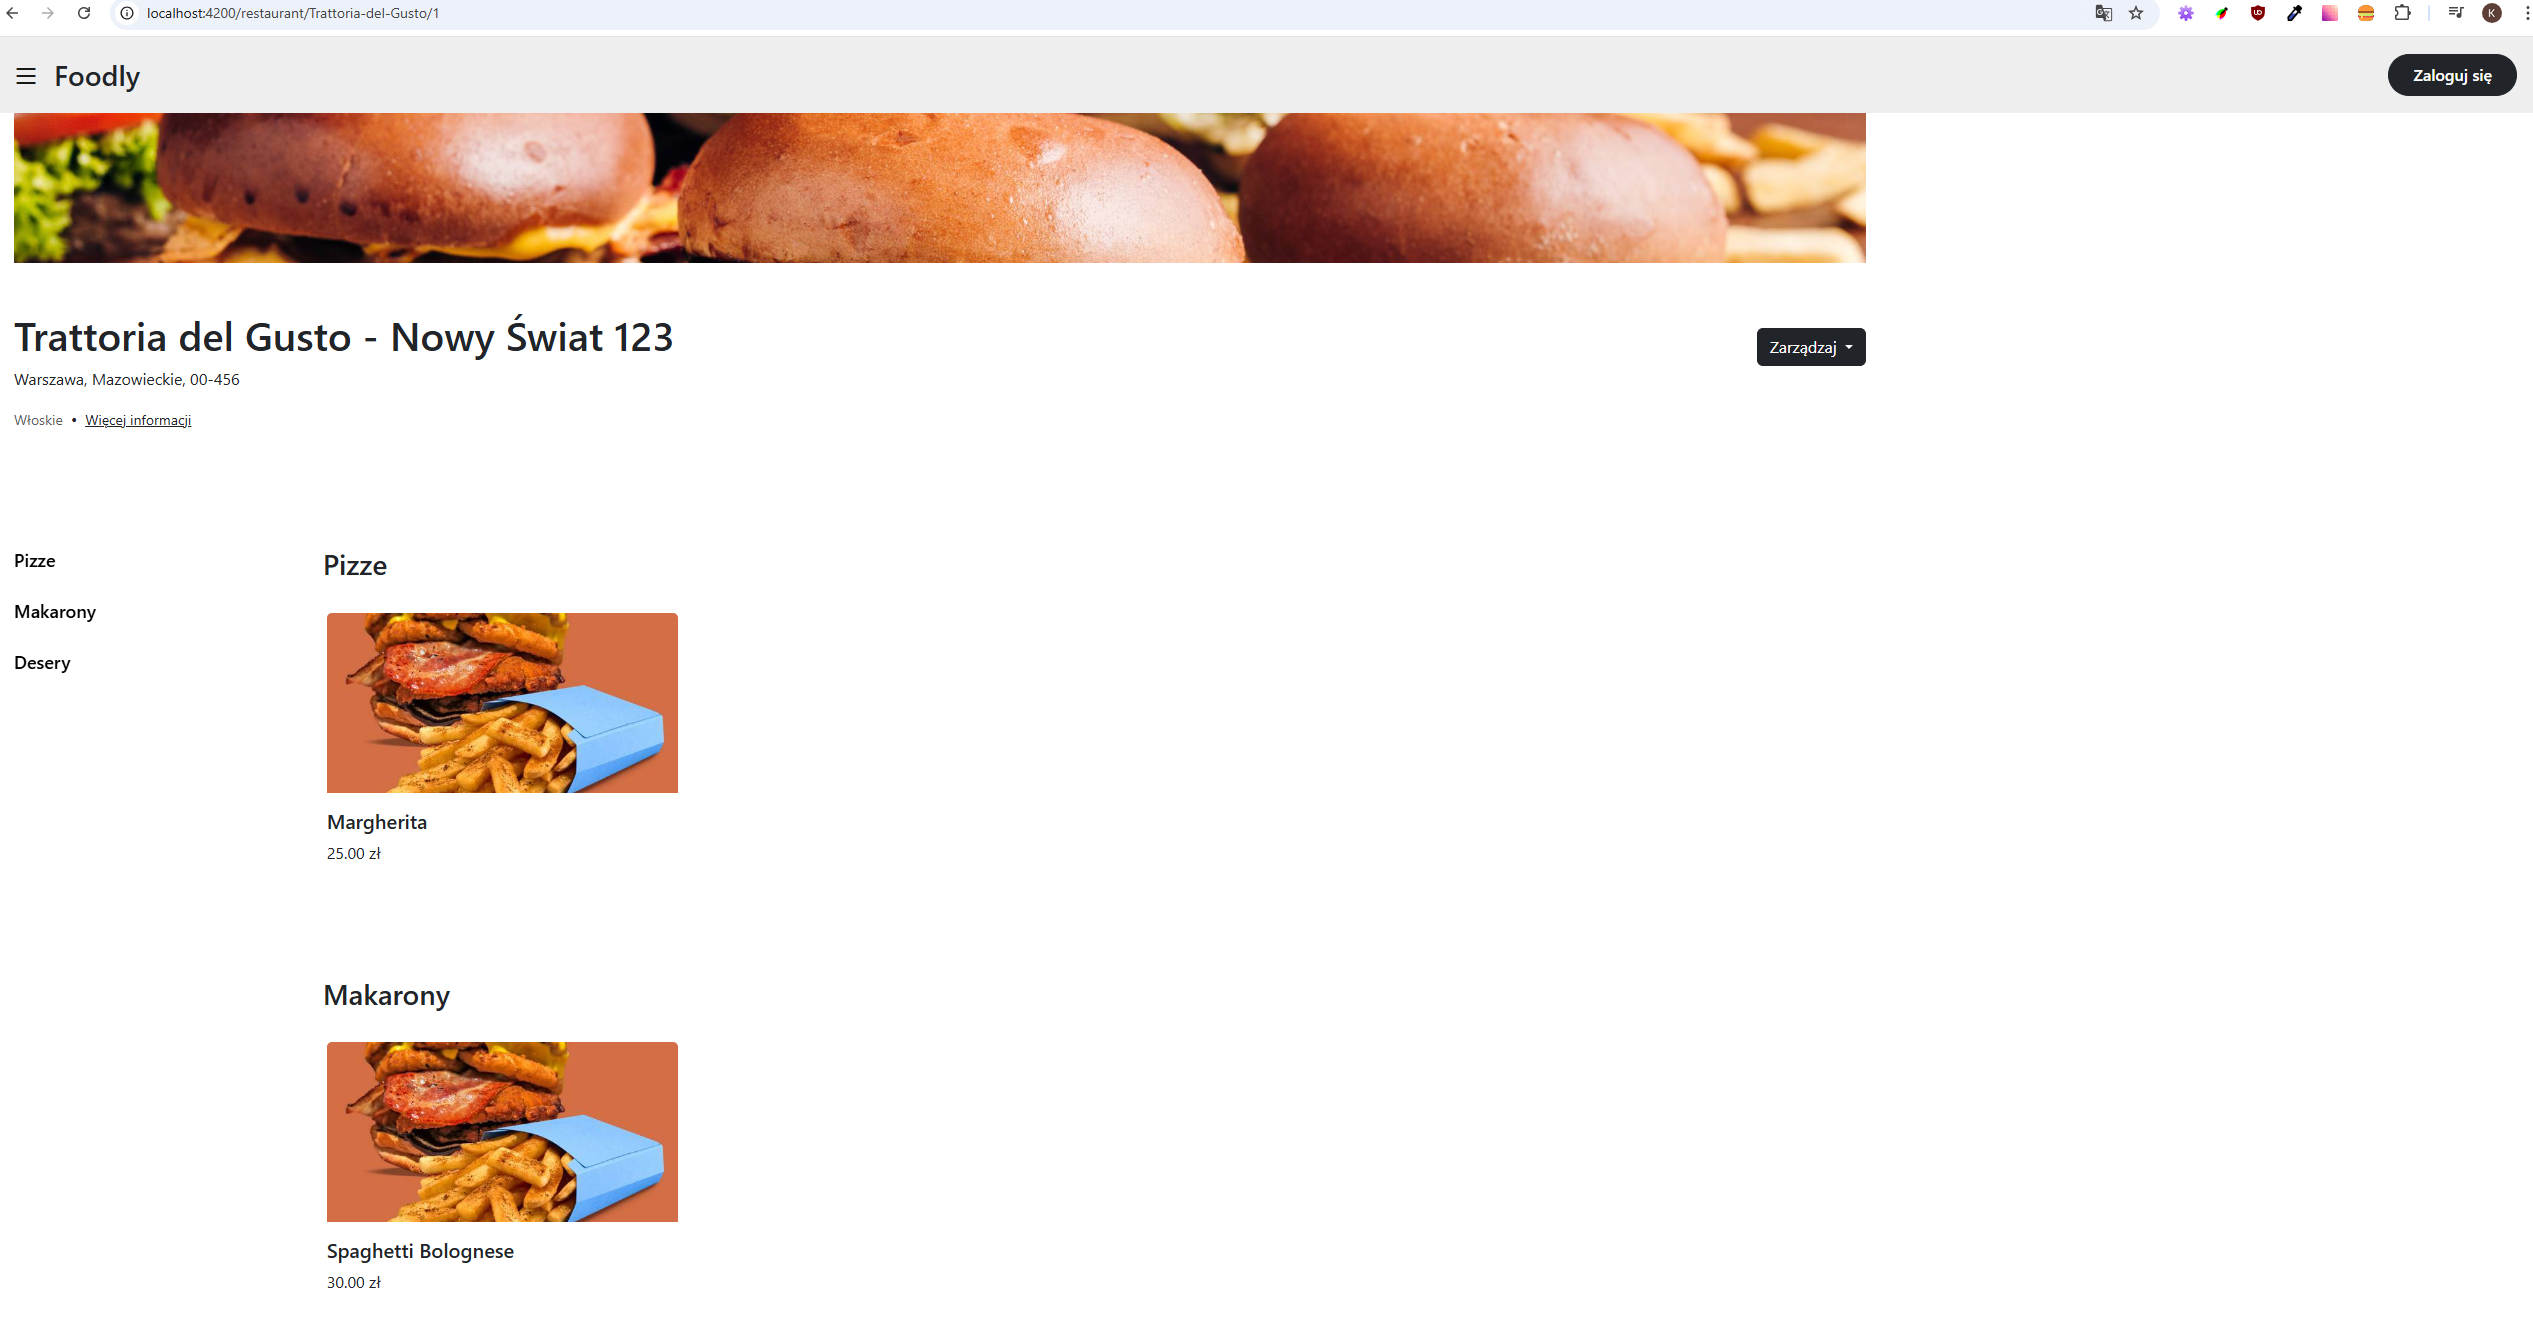 localhost:4200/restaurant/Trattoria-del-Gusto/1
K
Foodly
Zaloguj się
Trattoria del Gusto - Nowy Świat 123
Zarządzaj
Warszawa, Mazowieckie, 00-456
Włoskie • Więcej informacji
Pizze
Makarony
Desery
Pizze
Margherita
25.00 zł
Makarony
Spaghetti Bolognese
30.00 zł